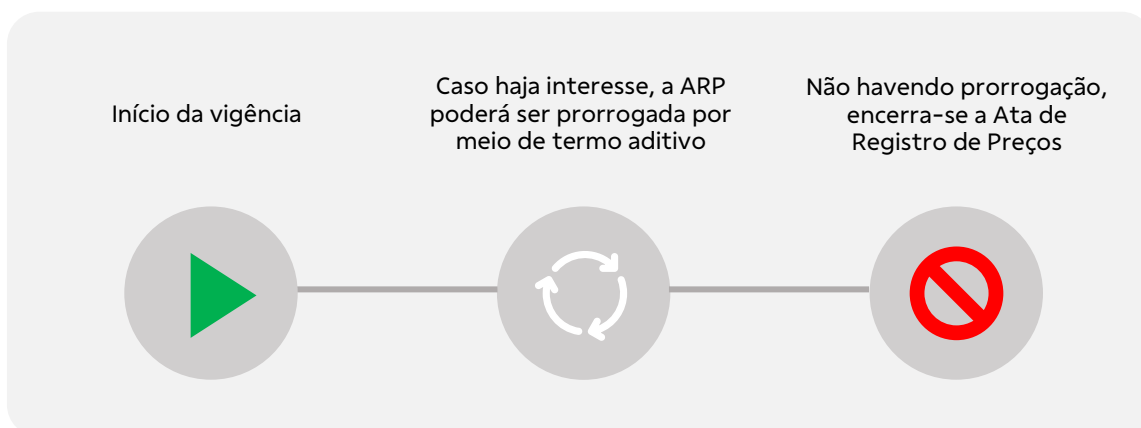 Início da vigência
Caso haja interesse, a ARP
poderá ser prorrogada por
meio de termo aditivo
Não havendo prorrogação,
encerra-se a Ata de
Registro de Preços